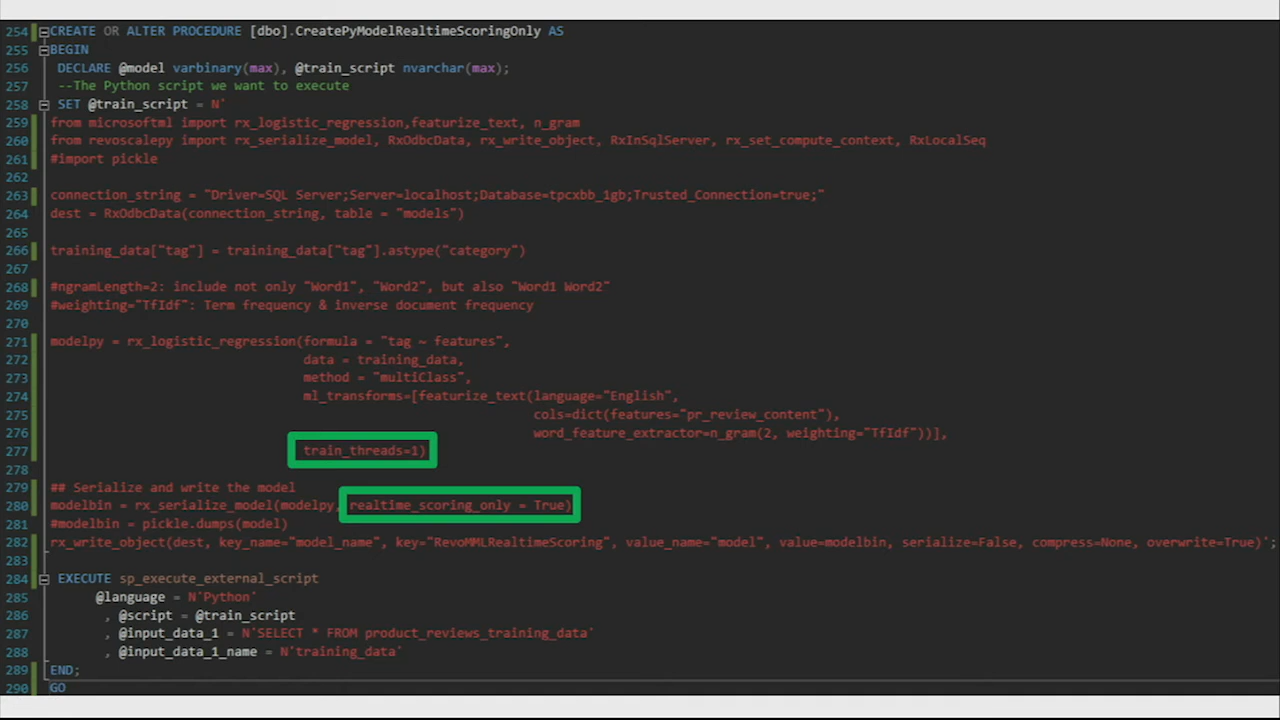 254 CREATE OR ALTER PROCEDURE [dbo].CreatePyModelRealtimeScoringOnly AS
255 BEGIN
256 DECLARE @model varbinary(max), @train_script nvarchar(max);
257 --The Python script we want to execute
258 SET @train_script = N'
259 from microsoftml import rx_logistic_regression,featurize_text, n_gram
260 from revoscalepy import rx_serialize_model, RxOdbcData, rx_write_object, RxInSqlServer, rx_set_compute_context, RxLocalSeq
261 #import pickle
262
263 connection_string = "Driver=SQL Server;Server=localhost;Database=tpcxbb_1gb;Trusted_Connection=true;"
264 dest = RxOdbcData(connection_string, table = "models")
265
266 training_data["tag"] = training_data["tag"].astype("category")
267
268 #ngramLength=2: include not only "Word1", "Word2", but also "Word1 Word2"
269 #weighting="TfIdf": Term frequency & inverse document frequency
270
271 modelpy = rx_logistic_regression(formula = "tag ~ features",
272 data = training_data,
273 method = "multiClass",
274 ml_transforms=[featurize_text(language="English",
275 cols=dict(features="pr_review_content"),
276 word_feature_extractor=n_gram(2, weighting="TfIdf"))],
277 train_threads=1)
278
279 ## Serialize and write the model
280 modelbin = rx_serialize_model(modelpy, realtime_scoring_only = True)
281 #modelbin = pickle.dumps(model)
282 rx_write_object(dest, key_name="model_name", key="RevoMMLRealtimeScoring", value_name="model", value=modelbin, serialize=False, compress=None, overwrite=True)';
283
284 EXECUTE sp_execute_external_script
285 @language = N'Python'
286 , @script = @train_script
287 , @input_data_1 = N'SELECT * FROM product_reviews_training_data'
288 , @input_data_1_name = N'training_data'
289 END;
290 GO